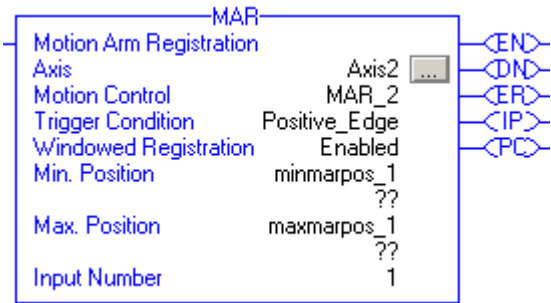 MAR
Motion Arm Registration
Axis Axis2 ...
Motion Control MAR_2
Trigger Condition Positive_Edge
Windowed Registration Enabled
Min. Position minmarpos_1
??
Max. Position maxmarpos_1
??
Input Number 1
EN
DN
ER
IP
PC